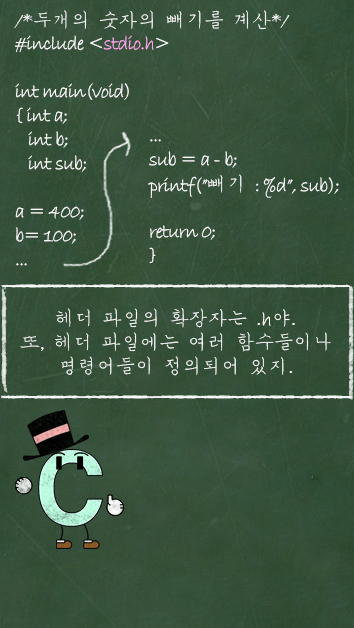 /*두개의 숫자의 빼기를 계산*/
#include <stdio.h>
int main(void)
{ int a;
int b;
int sub;
a = 400;
b= 100;
...
...
sub = a - b;
printf("빼기 : %d", sub);
return 0;
}
헤더 파일의 확장자는 .h야.
또, 헤더 파일에는 여러 함수들이나
명령어들이 정의되어 있지.
C